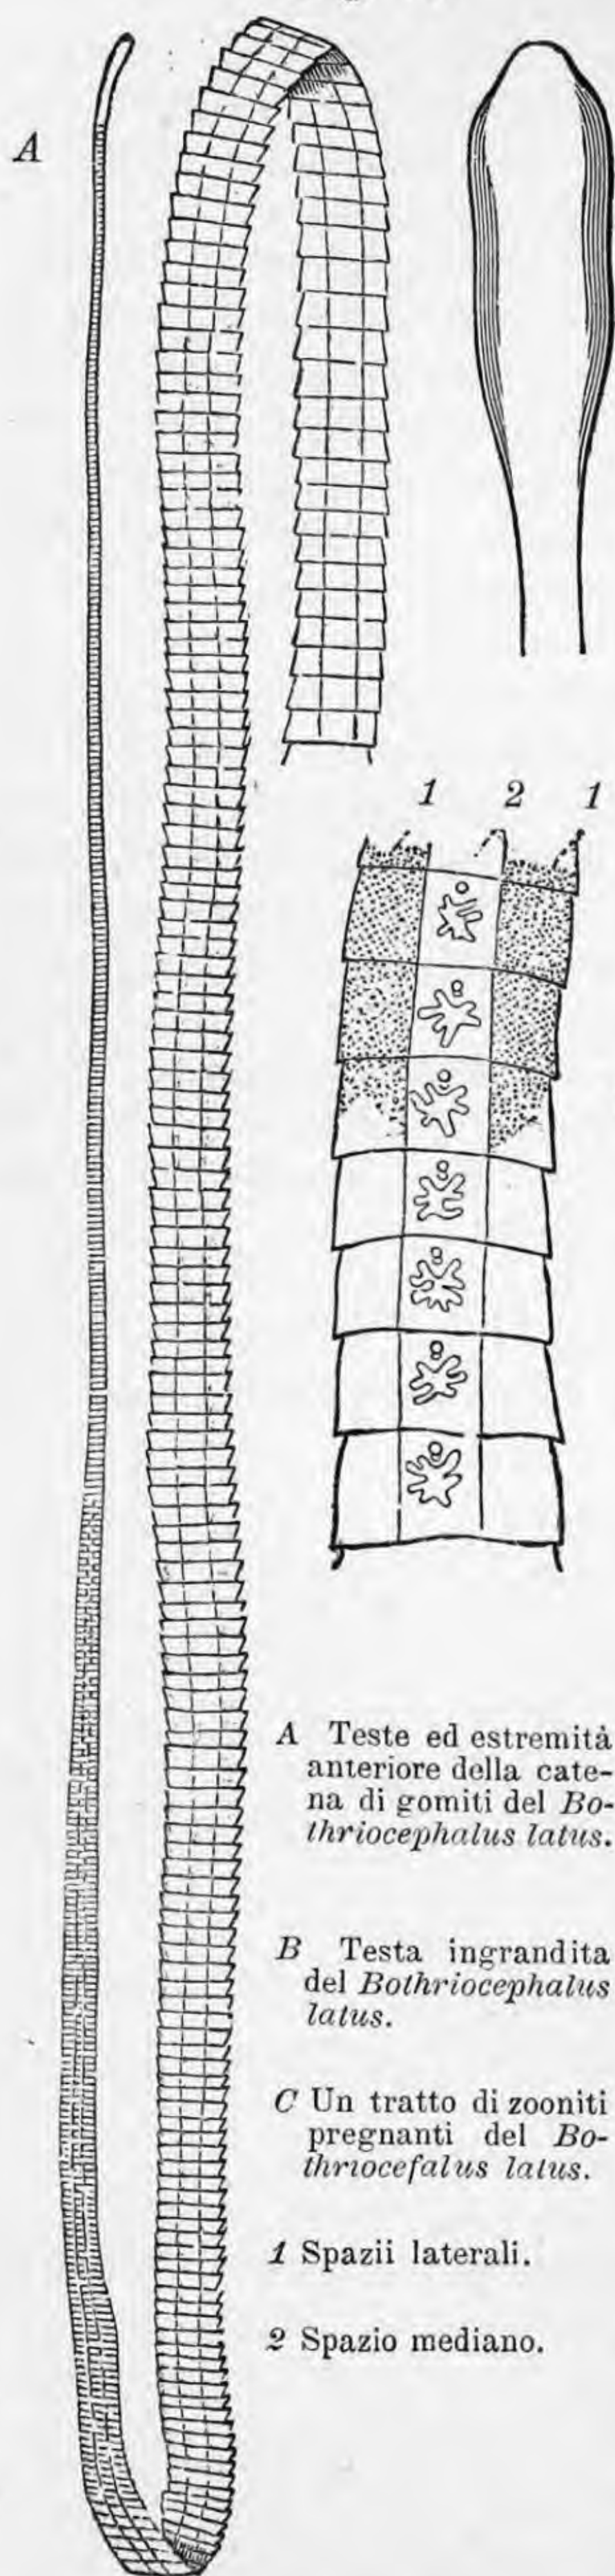 A
1 2 1
A Teste ed estremità
anteriore della cate-
na di gomiti del Bo-
thriocephalus latus.
B Testa ingrandita
del Bothriocephalus
latus.
C Un tratto di zooniti
pregnanti del Bo-
thriocefalus latus.
1 Spazii laterali.
2 Spazio mediano.